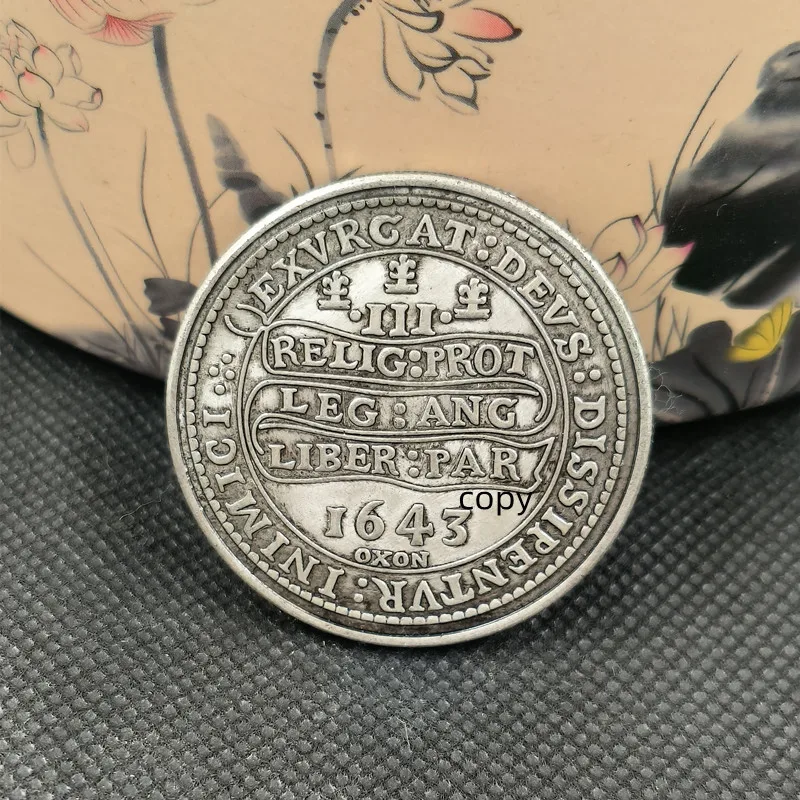 EXVRGAT:DEVS:DISSIPENTVR:INIMICI
·III·
RELIG:PROT
LEG:ANG
LIBER:PAR
1643
OXON
copy